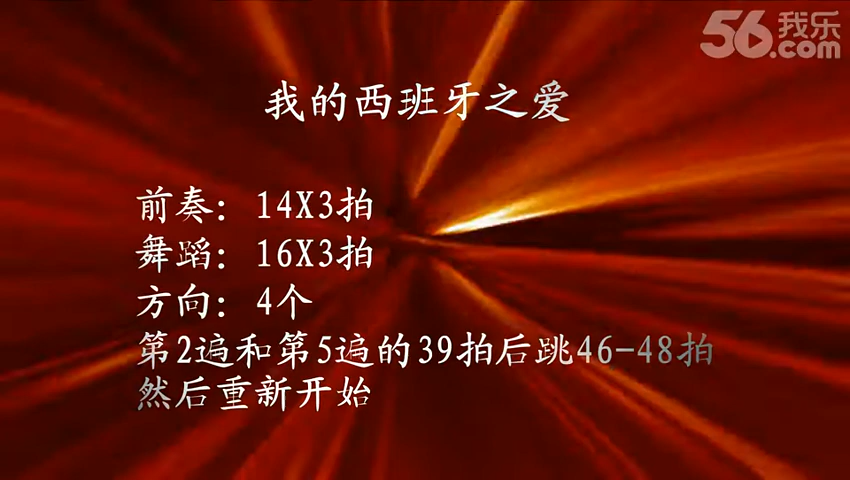 56我乐
.com
我的西班牙之爱
前奏：14X3拍
舞蹈：16X3拍
方向：4个
第2遍和第5遍的39拍后跳46-48拍
然后重新开始